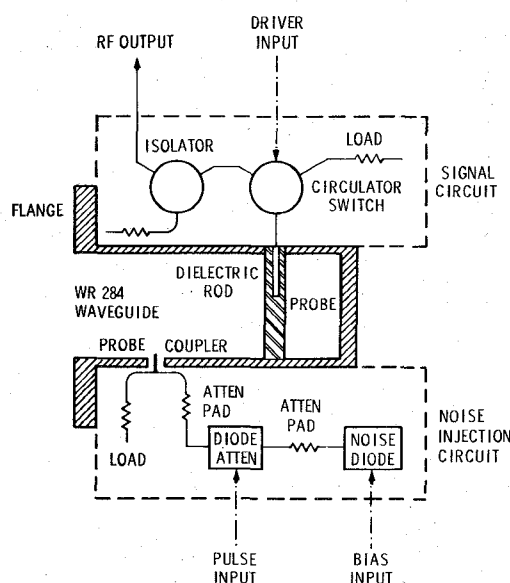 DRIVER
INPUT
RF OUTPUT
ISOLATOR
LOAD
CIRCULATOR
SWITCH
SIGNAL
CIRCUIT
FLANGE
DIELECTRIC
ROD
PROBE
WR 284
WAVEGUIDE
PROBE COUPLER
ATTEN
PAD
ATTEN
PAD
LOAD
DIODE
ATTEN
NOISE
DIODE
NOISE
INJECTION
CIRCUIT
PULSE
INPUT
BIAS
INPUT